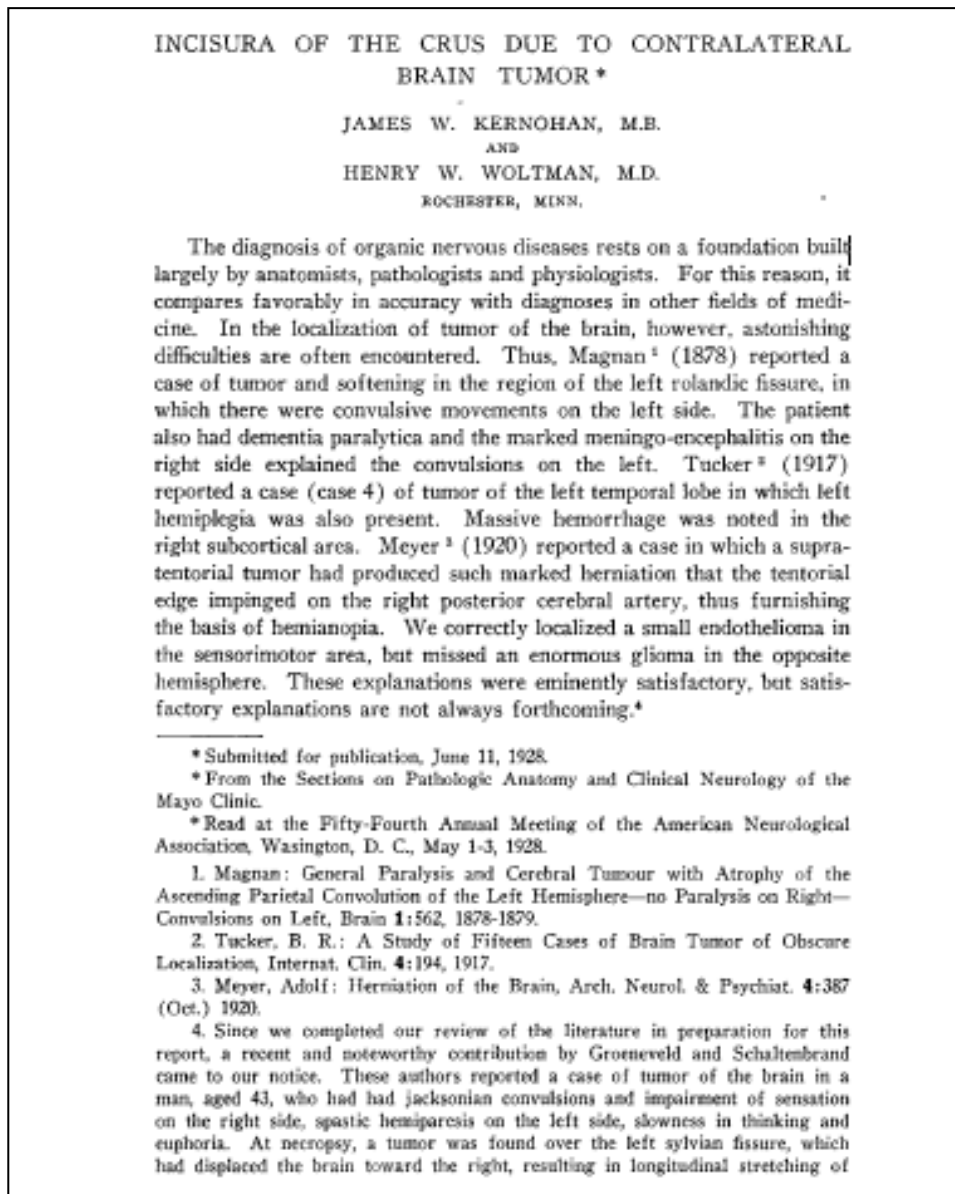 INCISURA OF THE CRUS DUE TO CONTRALATERAL
BRAIN TUMOR *
JAMES W. KERNOHAN, M.B.
AND
HENRY W. WOLTMAN, M.D.
ROCHESTER, MINN.
The diagnosis of organic nervous diseases rests on a foundation built
largely by anatomists, pathologists and physiologists. For this reason, it
compares favorably in accuracy with diagnoses in other fields of medi-
cine. In the localization of tumor of the brain, however, astonishing
difficulties are often encountered. Thus, Magnan 1 (1878) reported a
case of tumor and softening in the region of the left rolandic fissure, in
which there were convulsive movements on the left side. The patient
also had dementia paralytica and the marked meningo-encephalitis on the
right side explained the convulsions on the left. Tucker 2 (1917)
reported a case (case 4) of tumor of the left temporal lobe in which left
hemiplegia was also present. Massive hemorrhage was noted in the
right subcortical area. Meyer 3 (1920) reported a case in which a supra-
tentorial tumor had produced such marked herniation that the tentorial
edge impinged on the right posterior cerebral artery, thus furnishing
the basis of hemianopia. We correctly localized a small endothelioma in
the sensorimotor area, but missed an enormous glioma in the opposite
hemisphere. These explanations were eminently satisfactory, but satis-
factory explanations are not always forthcoming.4
* Submitted for publication, June 11, 1928.
* From the Sections on Pathologic Anatomy and Clinical Neurology of the
Mayo Clinic.
* Read at the Fifty-Fourth Annual Meeting of the American Neurological
Association, Wasington, D. C., May 1-3, 1928.
1. Magnan: General Paralysis and Cerebral Tumour with Atrophy of the
Ascending Parietal Convolution of the Left Hemisphere—no Paralysis on Right—
Convulsions on Left, Brain 1:562, 1878-1879.
2. Tucker, B. R.: A Study of Fifteen Cases of Brain Tumor of Obscure
Localization, Internat. Clin. 4:194, 1917.
3. Meyer, Adolf: Herniation of the Brain, Arch. Neurol. & Psychiat. 4:387
(Oct.) 1920.
4. Since we completed our review of the literature in preparation for this
report, a recent and noteworthy contribution by Groeneveld and Schaltenbrand
came to our notice. These authors reported a case of tumor of the brain in a
man, aged 43, who had had jacksonian convulsions and impairment of sensation
on the right side, spastic hemiparesis on the left side, slowness in thinking and
euphoria. At necropsy, a tumor was found over the left sylvian fissure, which
had displaced the brain toward the right, resulting in longitudinal stretching of